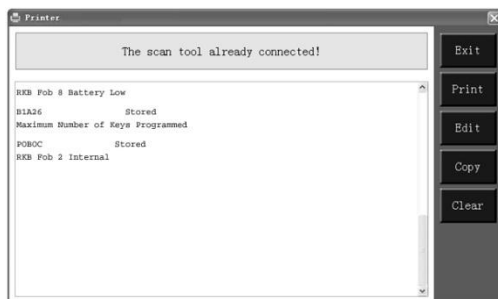 Printer
The scan tool already connected!
RKB Fob 8 Battery Low
B1A26 Stored
Maximum Number of Keys Programmed
POBOC Stored
RKB Fob 2 Internal
Exit
Print
Edit
Copy
Clear